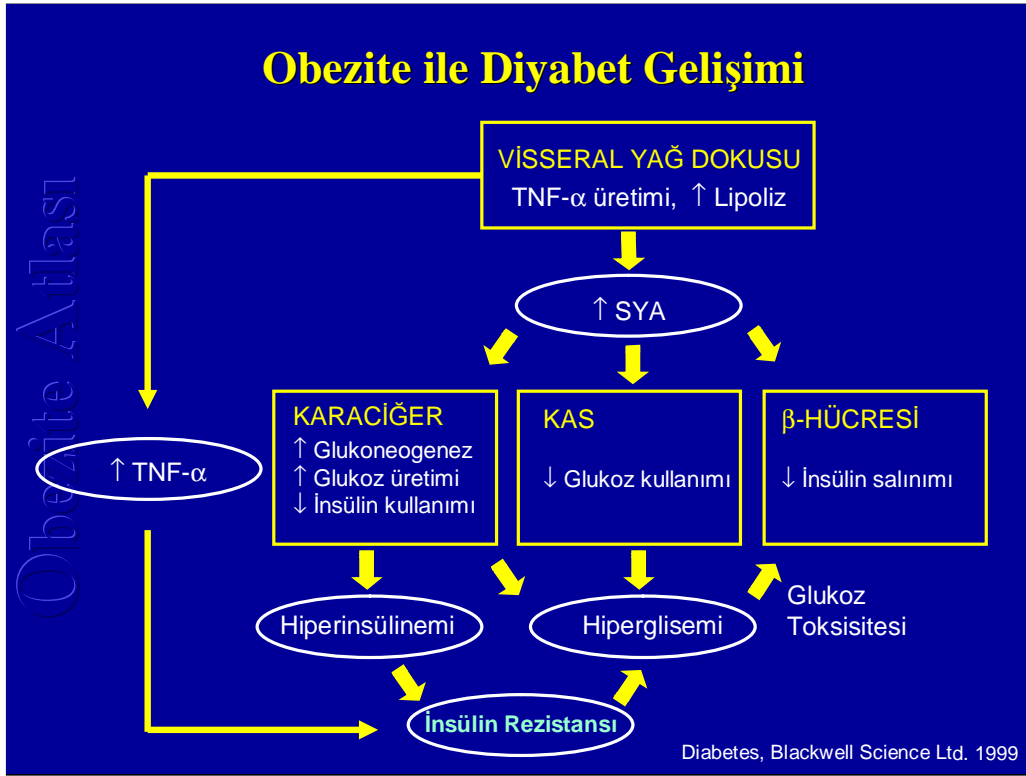 Obezite ile Diyabet Gelişimi
VİSSERAL YAĞ DOKUSU
TNF-α üretimi, ↑ Lipoliz
↑ SYA
Obezite Atlası
↑ TNF-α
KARACİĞER
↑ Glukoneogenez
↑ Glukoz üretimi
↓ İnsülin kullanımı
KAS
↓ Glukoz kullanımı
β-HÜCRESİ
↓ İnsülin salınımı
Hiperinsülinemi
Hiperglisemi
Glukoz
Toksisitesi
İnsülin Rezistansı
Diabetes, Blackwell Science Ltd. 1999